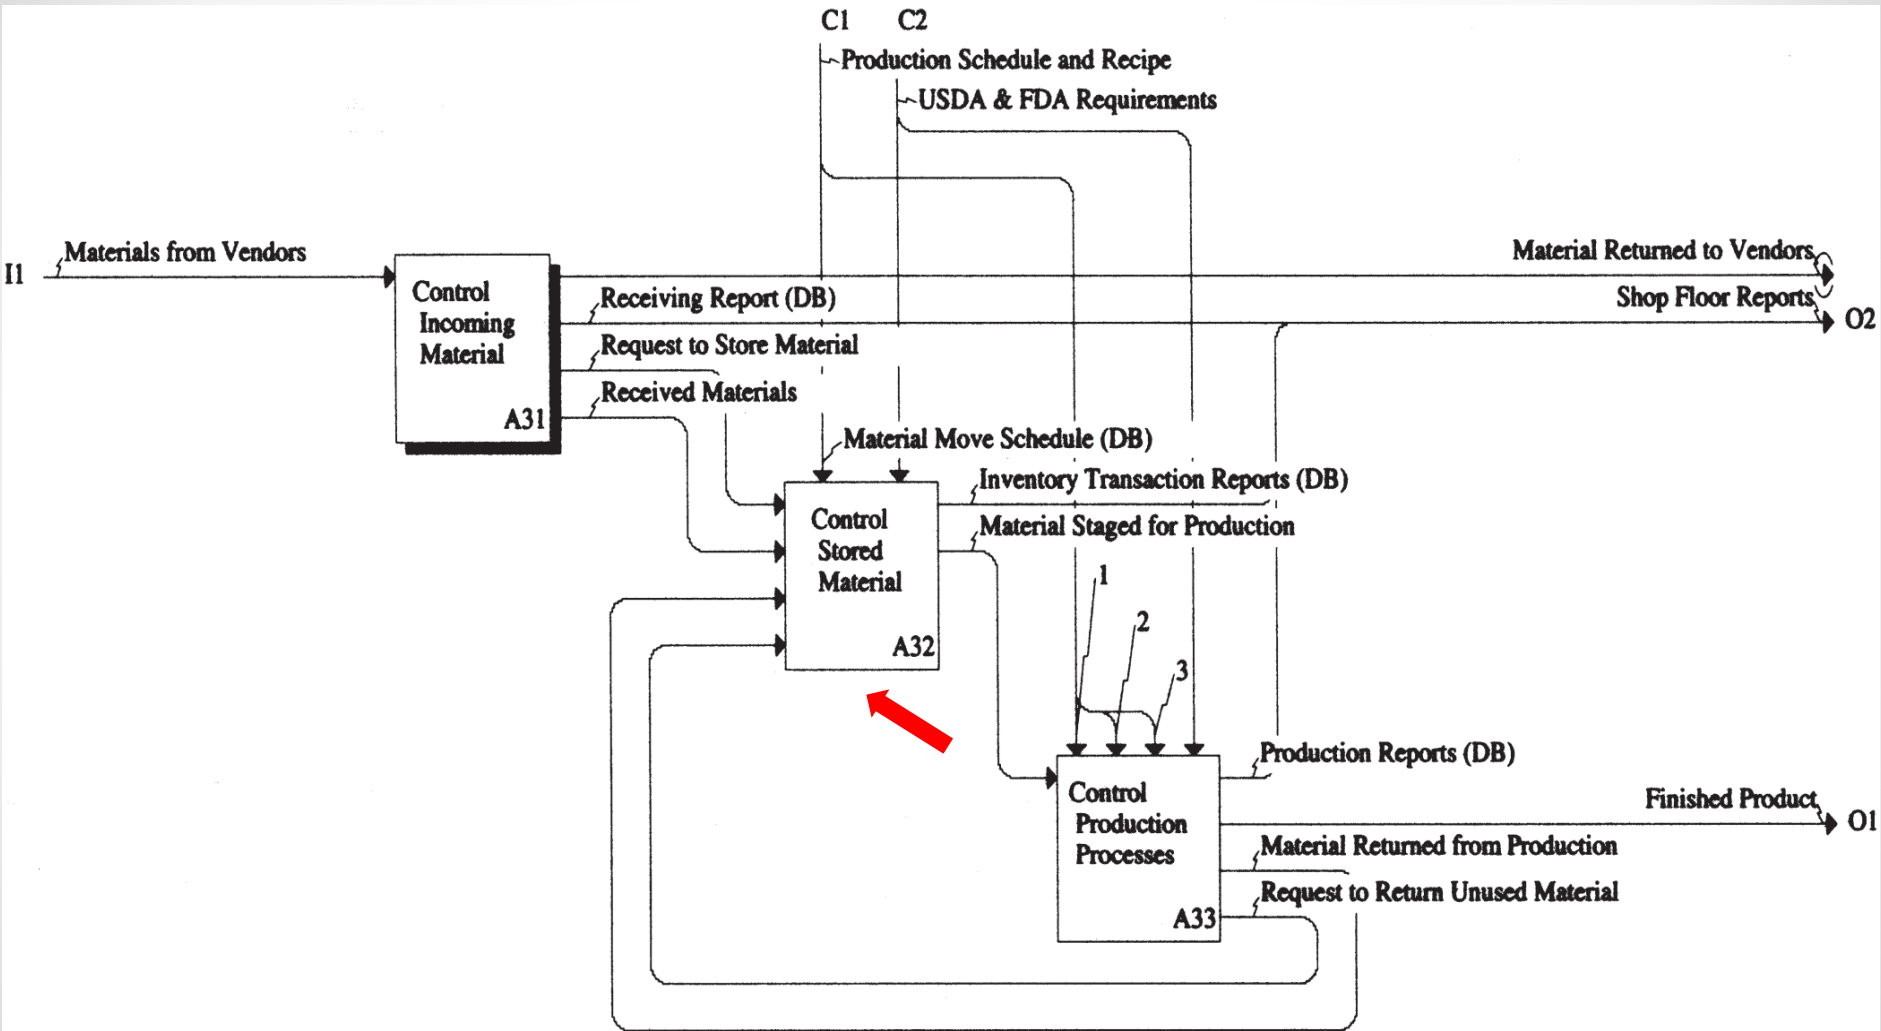 C1 C2
Production Schedule and Recipe
USDA & FDA Requirements
Materials from Vendors
I1
Material Returned to Vendors
Shop Floor Reports
O2
Control
Incoming
Material
A31
Receiving Report (DB)
Request to Store Material
Received Materials
Material Move Schedule (DB)
Inventory Transaction Reports (DB)
Material Staged for Production
Control
Stored
Material
A32
1
2
3
Control
Production
Processes
A33
Production Reports (DB)
Finished Product
O1
Material Returned from Production
Request to Return Unused Material